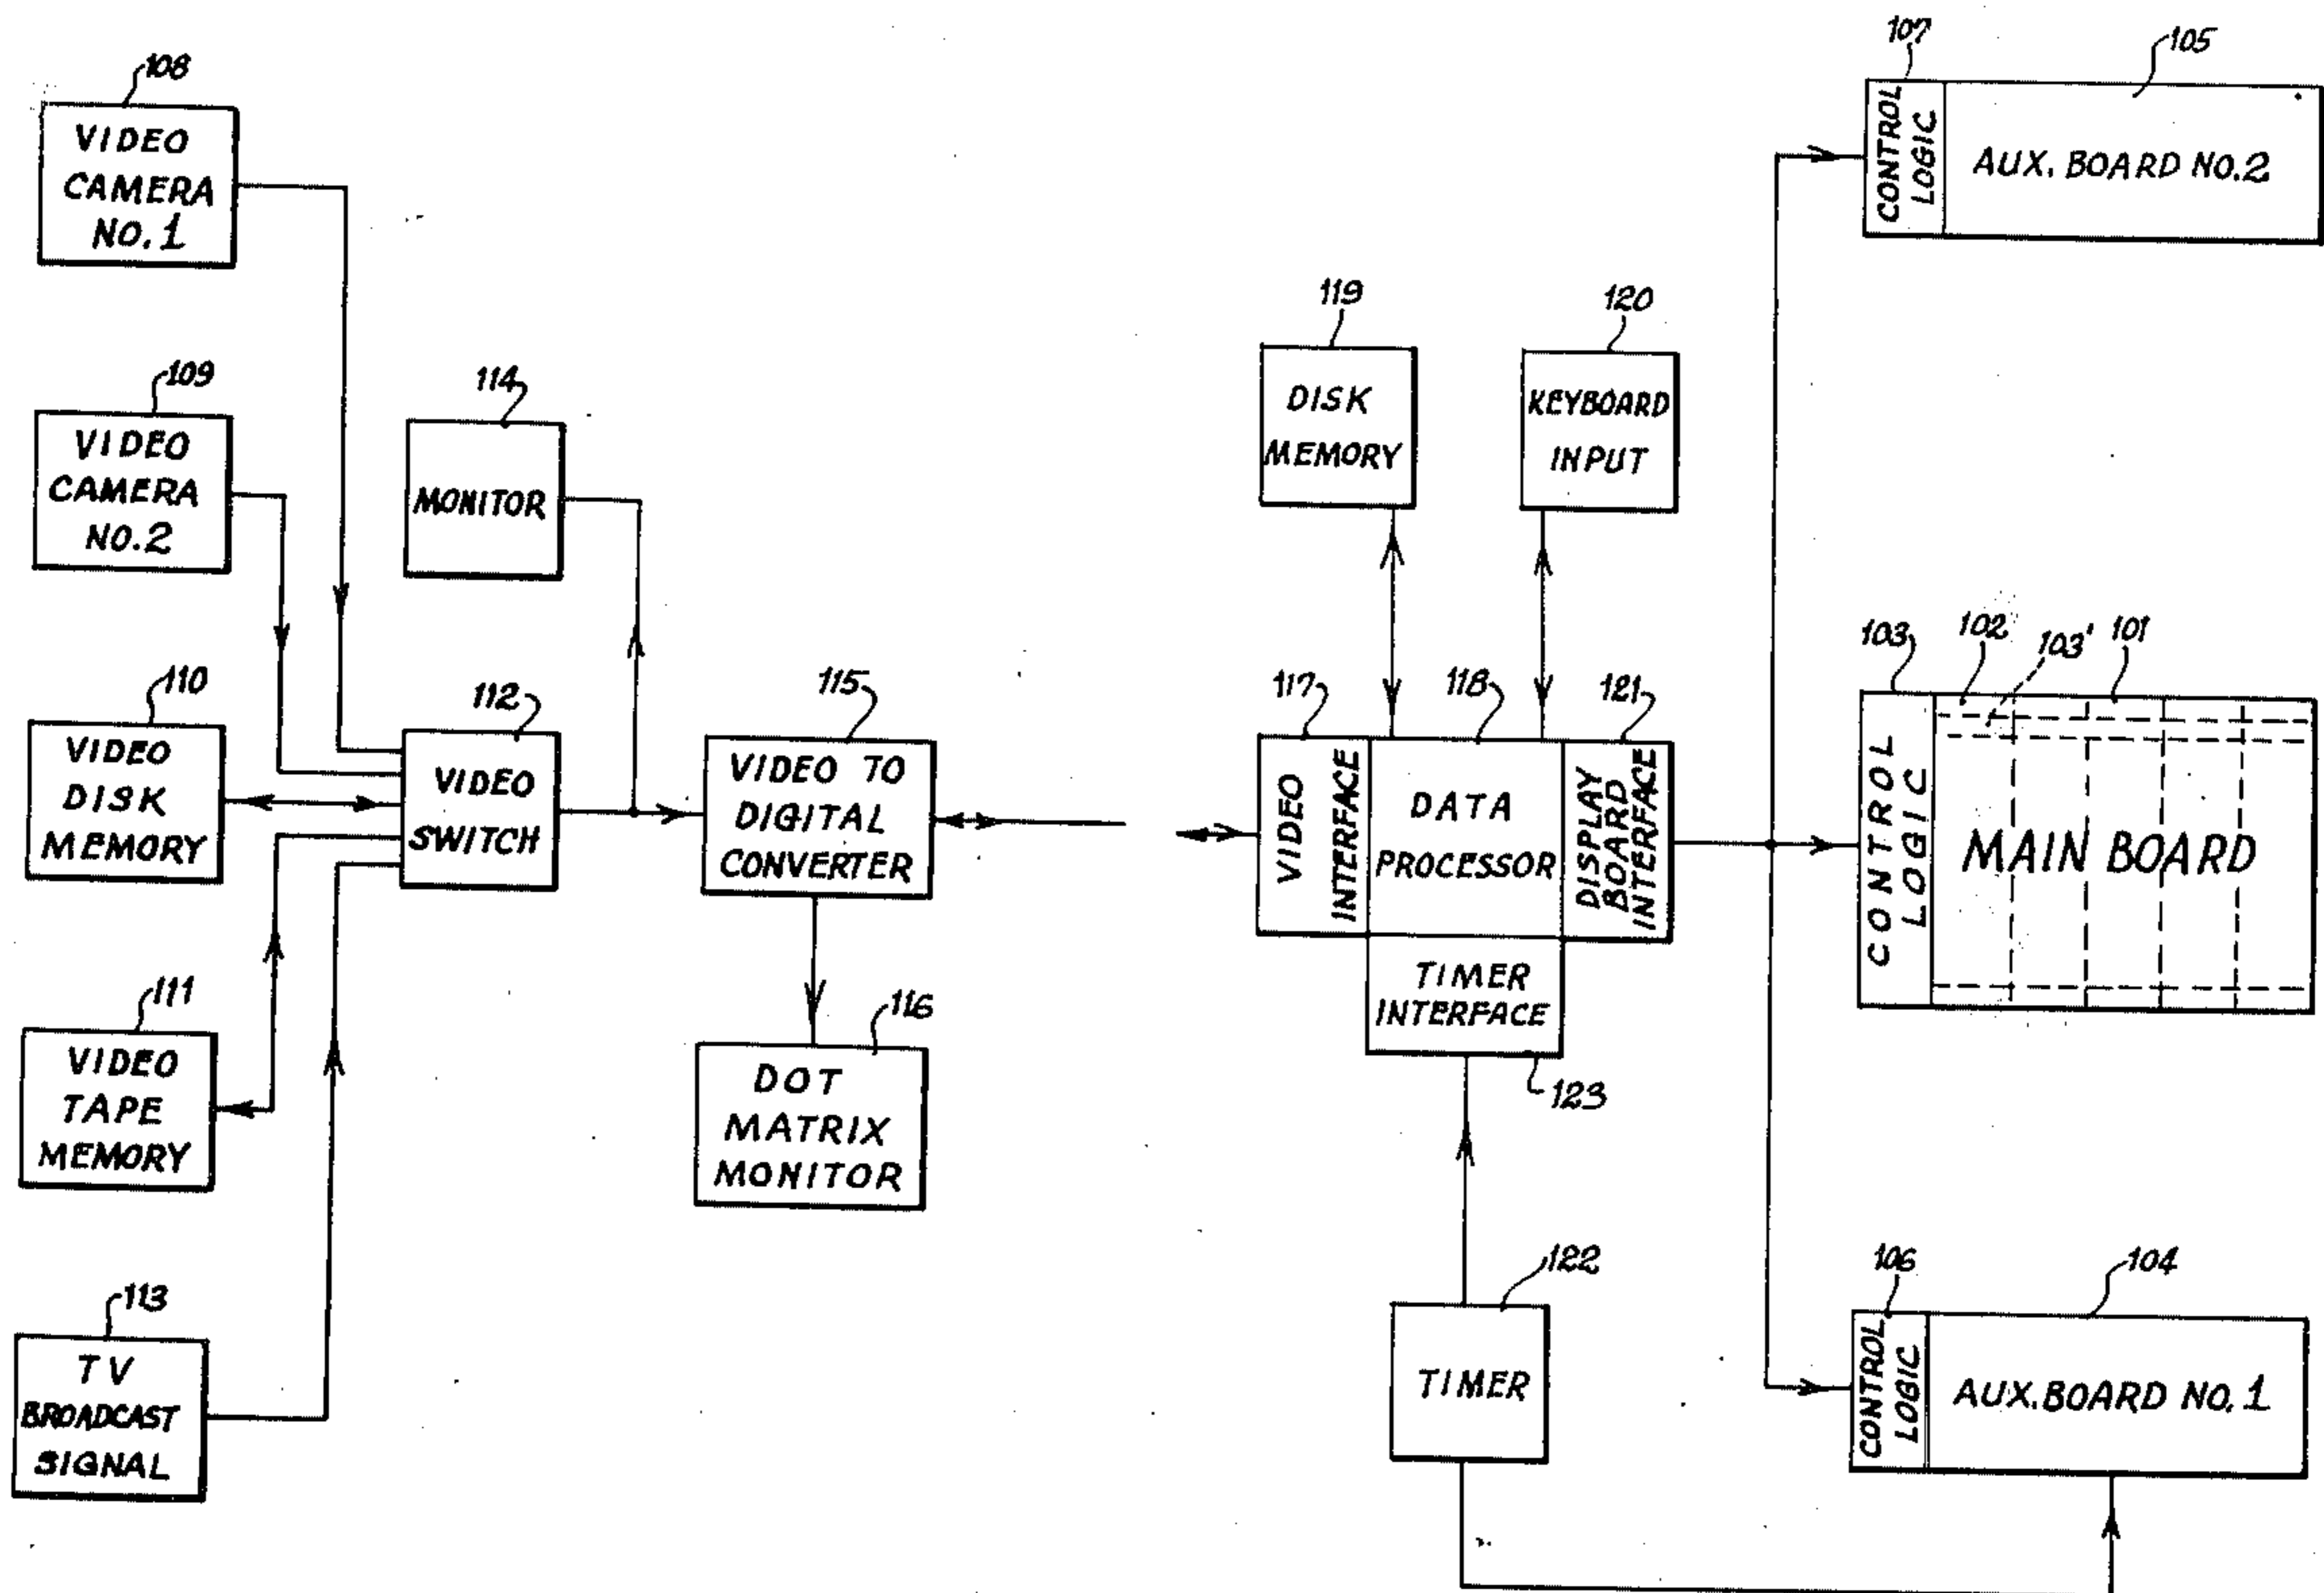 108
VIDEO
CAMERA
NO.1
109
VIDEO
CAMERA
NO.2
110
VIDEO
DISK
MEMORY
111
VIDEO
TAPE
MEMORY
113
TV
BROADCAST
SIGNAL
114
MONITOR
112
VIDEO
SWITCH
115
VIDEO TO
DIGITAL
CONVERTER
116
DOT
MATRIX
MONITOR
119
DISK
MEMORY
120
KEYBOARD
INPUT
117
VIDEO
INTERFACE
118
DATA
PROCESSOR
121
DISPLAY
BOARD
INTERFACE
TIMER
INTERFACE
123
122
TIMER
107
CONTROL
LOGIC
105
AUX. BOARD NO.2
103
CONTROL
LOGIC
102
103'
101
MAIN BOARD
106
CONTROL
LOGIC
104
AUX.BOARD NO.1